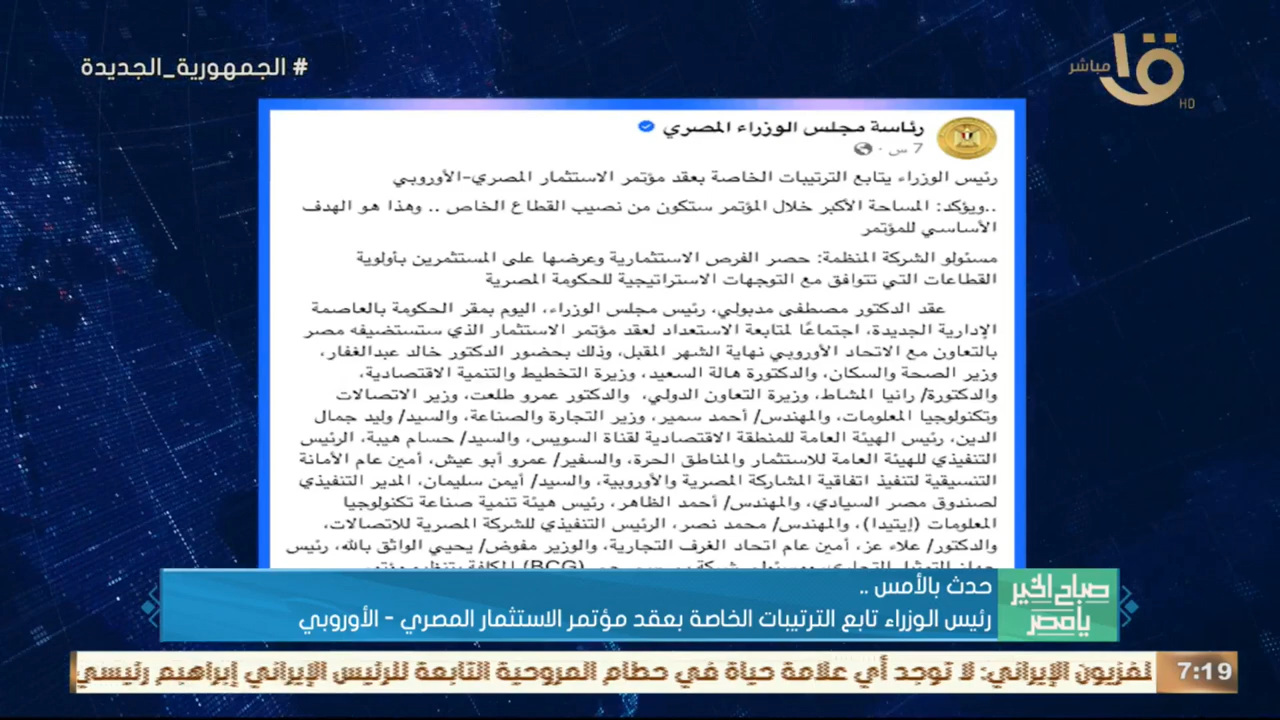 # الجمهورية_الجديدة
مباشر
HD
رئاسة مجلس الوزراء المصري
7 س ·
رئيس الوزراء يتابع الترتيبات الخاصة بعقد مؤتمر الاستثمار المصري-الأوروبي
..ويؤكد: المساحة الأكبر خلال المؤتمر ستكون من نصيب القطاع الخاص .. وهذا هو الهدف
الأساسي للمؤتمر
مسئولو الشركة المنظمة: حصر الفرص الاستثمارية وعرضها على المستثمرين بأولوية
القطاعات التي تتوافق مع التوجهات الاستراتيجية للحكومة المصرية
عقد الدكتور مصطفى مدبولي، رئيس مجلس الوزراء، اليوم بمقر الحكومة بالعاصمة
الإدارية الجديدة، اجتماعًا لمتابعة الاستعداد لعقد مؤتمر الاستثمار الذي ستستضيفه مصر
بالتعاون مع الاتحاد الأوروبي نهاية الشهر المقبل، وذلك بحضور الدكتور خالد عبدالغفار،
وزير الصحة والسكان، والدكتورة هالة السعيد، وزيرة التخطيط والتنمية الاقتصادية،
والدكتورة/ رانيا المشاط، وزيرة التعاون الدولي، والدكتور عمرو طلعت، وزير الاتصالات
وتكنولوجيا المعلومات، والمهندس/ أحمد سمير، وزير التجارة والصناعة، والسيد/ وليد جمال
الدين، رئيس الهيئة العامة للمنطقة الاقتصادية لقناة السويس، والسيد/ حسام هيبة، الرئيس
التنفيذي للهيئة العامة للاستثمار والمناطق الحرة، والسفير/ عمرو أبو عيش، أمين عام الأمانة
التنسيقية لتنفيذ اتفاقية المشاركة المصرية والأوروبية، والسيد/ أيمن سليمان، المدير التنفيذي
لصندوق مصر السيادي، والمهندس/ أحمد الظاهر، رئيس هيئة تنمية صناعة تكنولوجيا
المعلومات (إيتيدا)، والمهندس/ محمد نصر، الرئيس التنفيذي للشركة المصرية للاتصالات،
والدكتور/ علاء عز، أمين عام اتحاد الغرف التجارية، والوزير مفوض/ يحيي الواثق بالله، رئيس
(BCG)
صباح الخير
يا مصر
حدث بالأمس ..
رئيس الوزراء تابع الترتيبات الخاصة بعقد مؤتمر الاستثمار المصري - الأوروبي
7:19
لفزيون الإيراني: لا توجد أي علامة حياة في حطام المروحية التابعة للرئيس الإيراني إبراهيم رئيسي